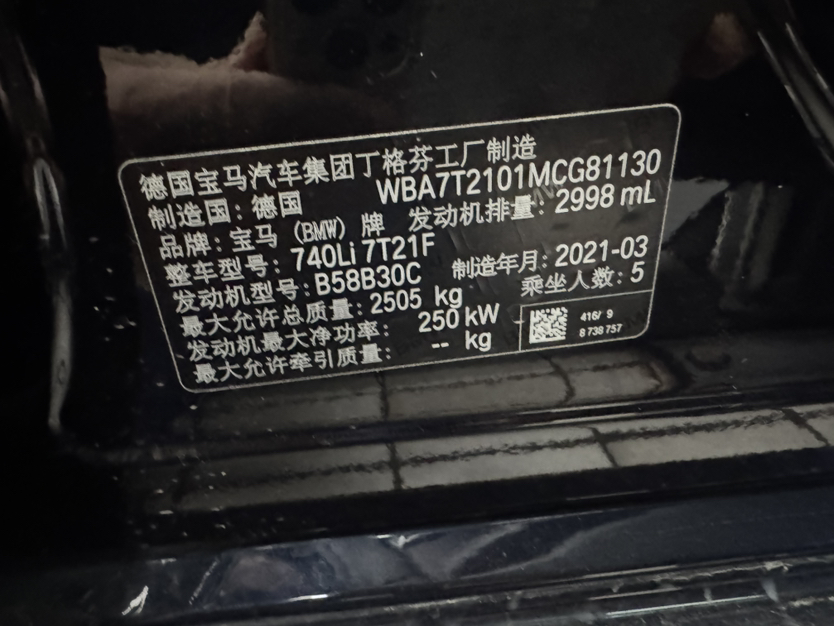 德国宝马汽车集团丁格芬工厂制造
制造国：德国 WBA7T2101MCG81130
品牌：宝马 (BMW) 牌 发动机排量：2998 mL
整车型号：740Li 7T21F
发动机型号：B58B30C 制造年月：2021-03
最大允许总质量：2505 kg 乘坐人数：5
发动机最大净功率： 250 kW
最大允许牵引质量： -- kg
416/ 9
8 738 757